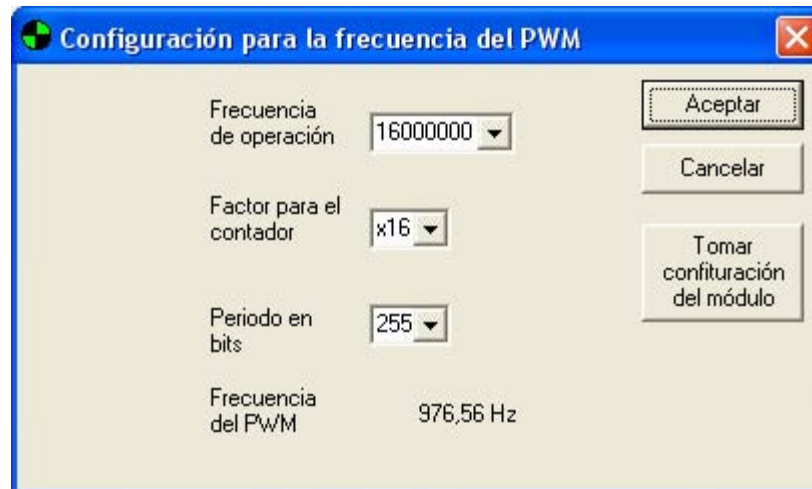 Configuración para la frecuencia del PWM
Frecuencia
de operación
16000000
Aceptar
Cancelar
Factor para el
contador
x16
Tomar
confituración
del módulo
Periodo en
bits
255
Frecuencia
del PWM
976,56 Hz